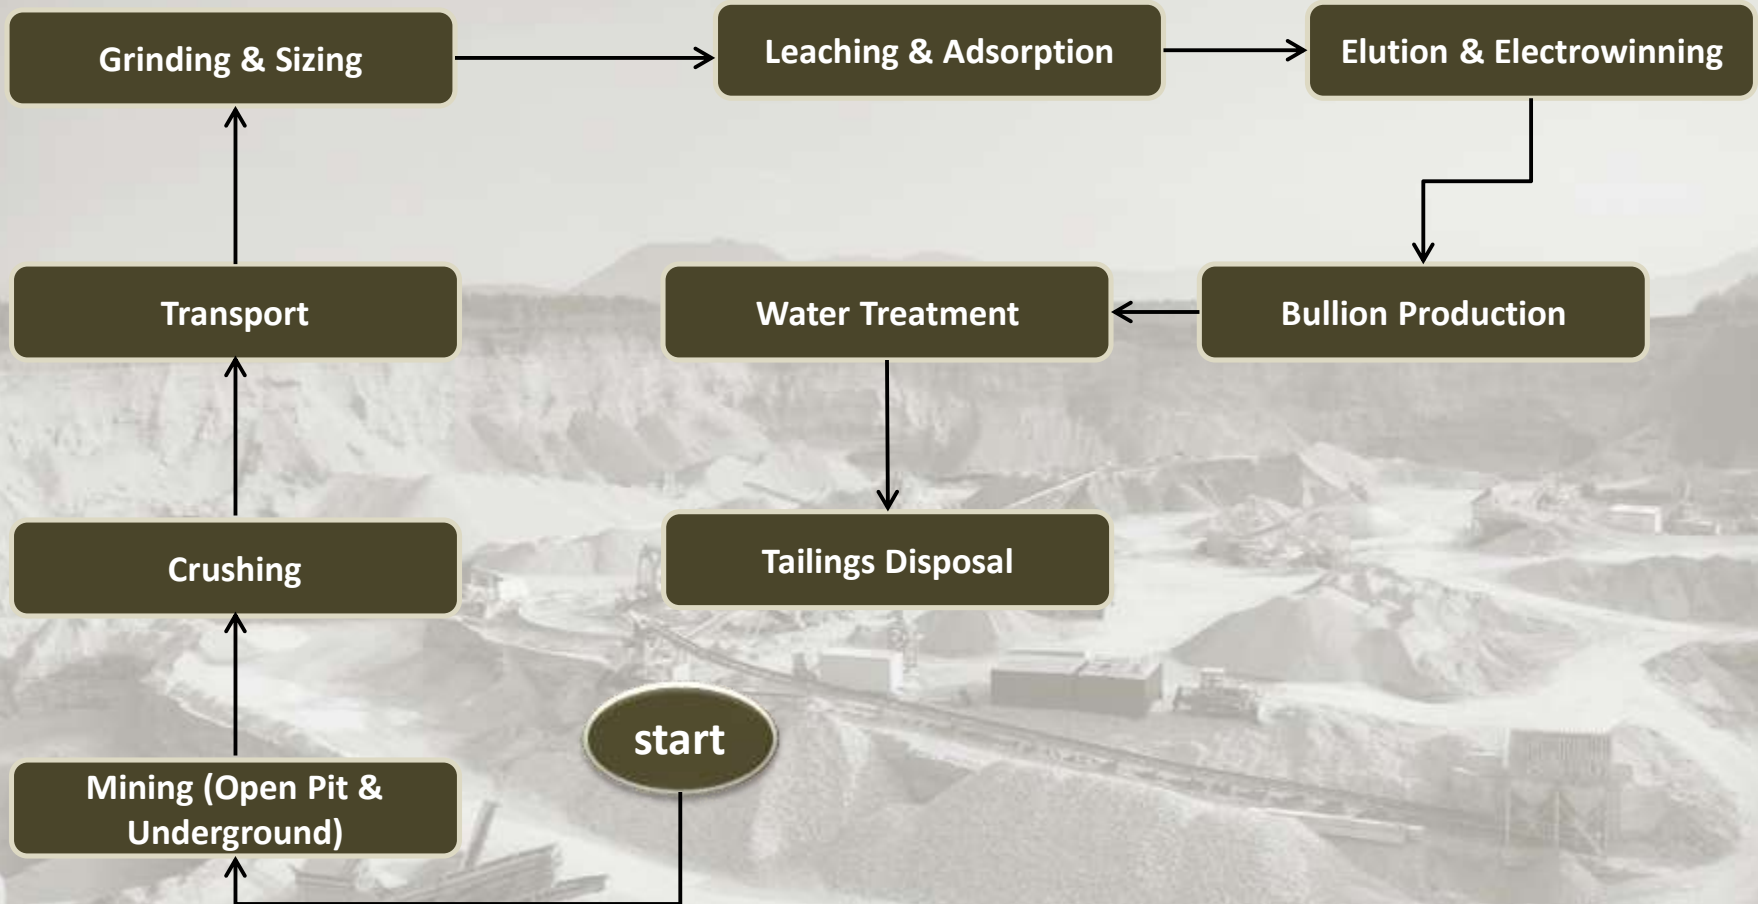 Grinding & Sizing
Leaching & Adsorption
Elution & Electrowinning
Transport
Water Treatment
Bullion Production
Crushing
Tailings Disposal
start
Mining (Open Pit &
Underground)